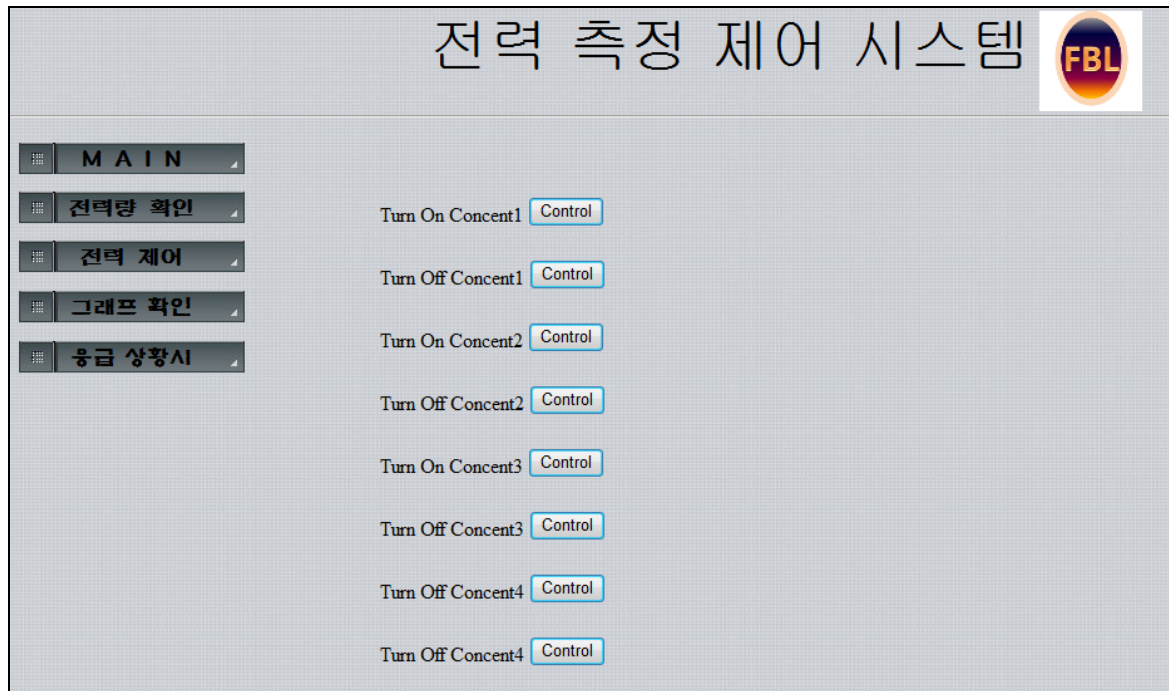 전력 측정 제어 시스템
FBL
MAIN
전력량 확인
전력 제어
그래프 확인
응급 상황시
Turn On Concent1 Control
Turn Off Concent1 Control
Turn On Concent2 Control
Turn Off Concent2 Control
Turn On Concent3 Control
Turn Off Concent3 Control
Turn Off Concent4 Control
Turn Off Concent4 Control